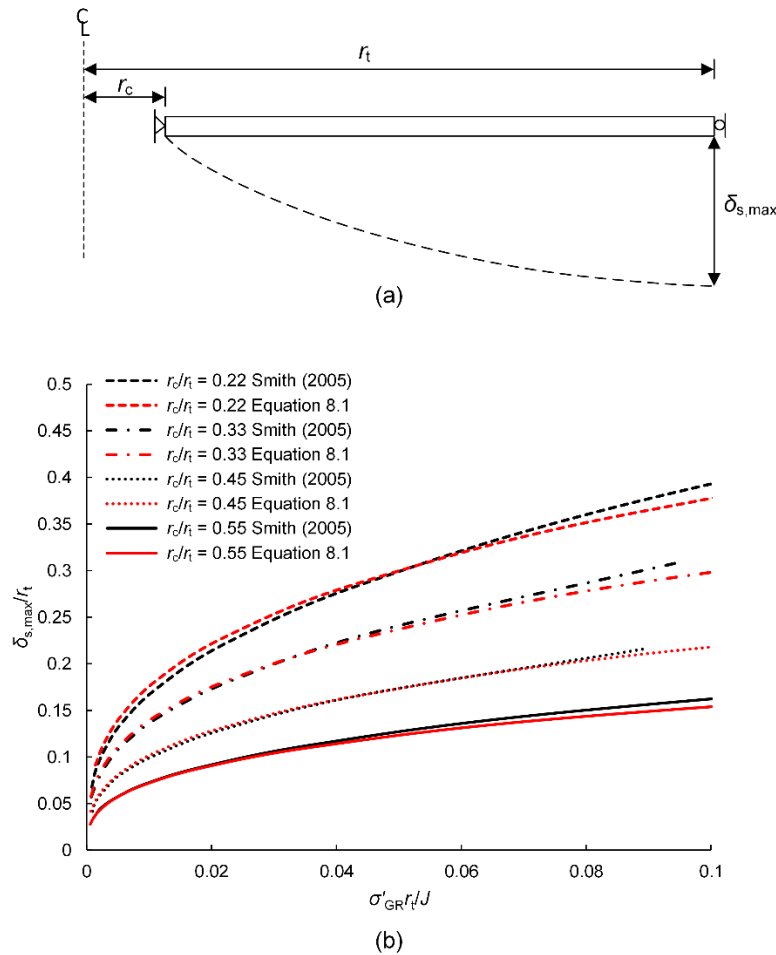 CL
rt
rc
δs,max
(a)
rc/rt = 0.22 Smith (2005)
rc/rt = 0.22 Equation 8.1
rc/rt = 0.33 Smith (2005)
rc/rt = 0.33 Equation 8.1
rc/rt = 0.45 Smith (2005)
rc/rt = 0.45 Equation 8.1
rc/rt = 0.55 Smith (2005)
rc/rt = 0.55 Equation 8.1
0.5
0.45
0.4
0.35
0.3
0.25
0.2
0.15
0.1
0.05
0
δs,max/rt
0 0.02 0.04 0.06 0.08 0.1
σ′GRrt/J
(b)